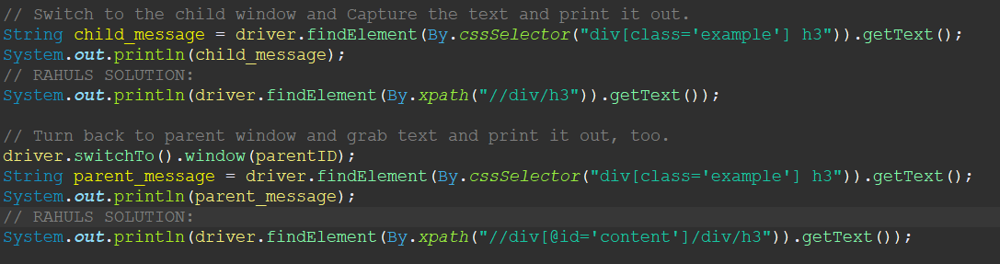 // Switch to the child window and Capture the text and print it out.
String child_message = driver.findElement(By.cssSelector("div[class='example'] h3")).getText();
System.out.println(child_message);
// RAHULS SOLUTION:
System.out.println(driver.findElement(By.xpath("//div/h3")).getText());
// Turn back to parent window and grab text and print it out, too.
driver.switchTo().window(parentID);
String parent_message = driver.findElement(By.cssSelector("div[class='example'] h3")).getText();
System.out.println(parent_message);
// RAHULS SOLUTION:
System.out.println(driver.findElement(By.xpath("//div[@id='content']/div/h3")).getText());